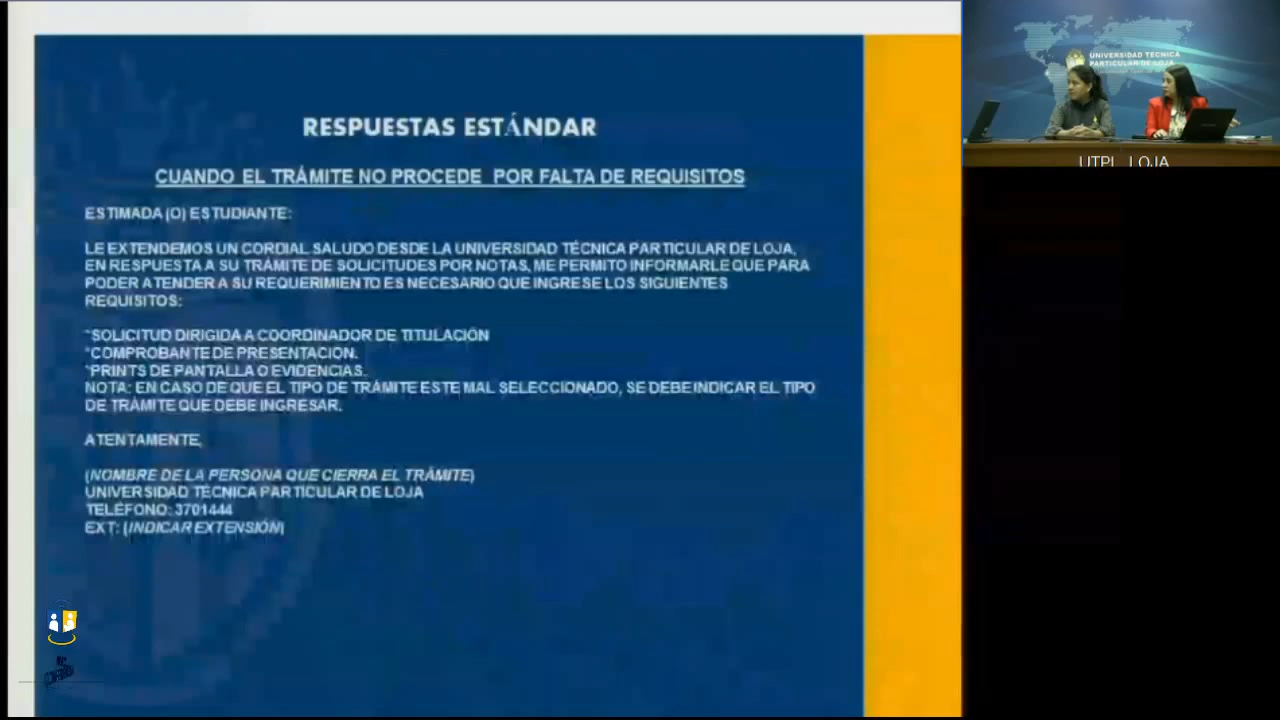 RESPUESTAS ESTÁNDAR
CUANDO EL TRÁMITE NO PROCEDE POR FALTA DE REQUISITOS
ESTIMADA (O) ESTUDIANTE:
LE EXTENDEMOS UN CORDIAL SALUDO DESDE LA UNIVERSIDAD TÉCNICA PARTICULAR DE LOJA,
EN RESPUESTA A SU TRÁMITE DE SOLICITUDES POR NOTAS, ME PERMITO INFORMARLE QUE PARA
PODER ATENDER A SU REQUERIMIENTO ES NECESARIO QUE INGRESE LOS SIGUIENTES
REQUISITOS:
*SOLICITUD DIRIGIDA A COORDINADOR DE TITULACIÓN
*COMPROBANTE DE PRESENTACIÓN.
*PRINTS DE PANTALLA O EVIDENCIAS.
NOTA: EN CASO DE QUE EL TIPO DE TRÁMITE ESTE MAL SELECCIONADO, SE DEBE INDICAR EL TIPO
DE TRÁMITE QUE DEBE INGRESAR.
ATENTAMENTE,
(NOMBRE DE LA PERSONA QUE CIERRA EL TRÁMITE)
UNIVERSIDAD TÉCNICA PARTICULAR DE LOJA
TELÉFONO: 3701444
EXT: (INDICAR EXTENSIÓN)
UNIVERSIDAD TÉCNICA
PARTICULAR DE LOJA
UTPL LOJA